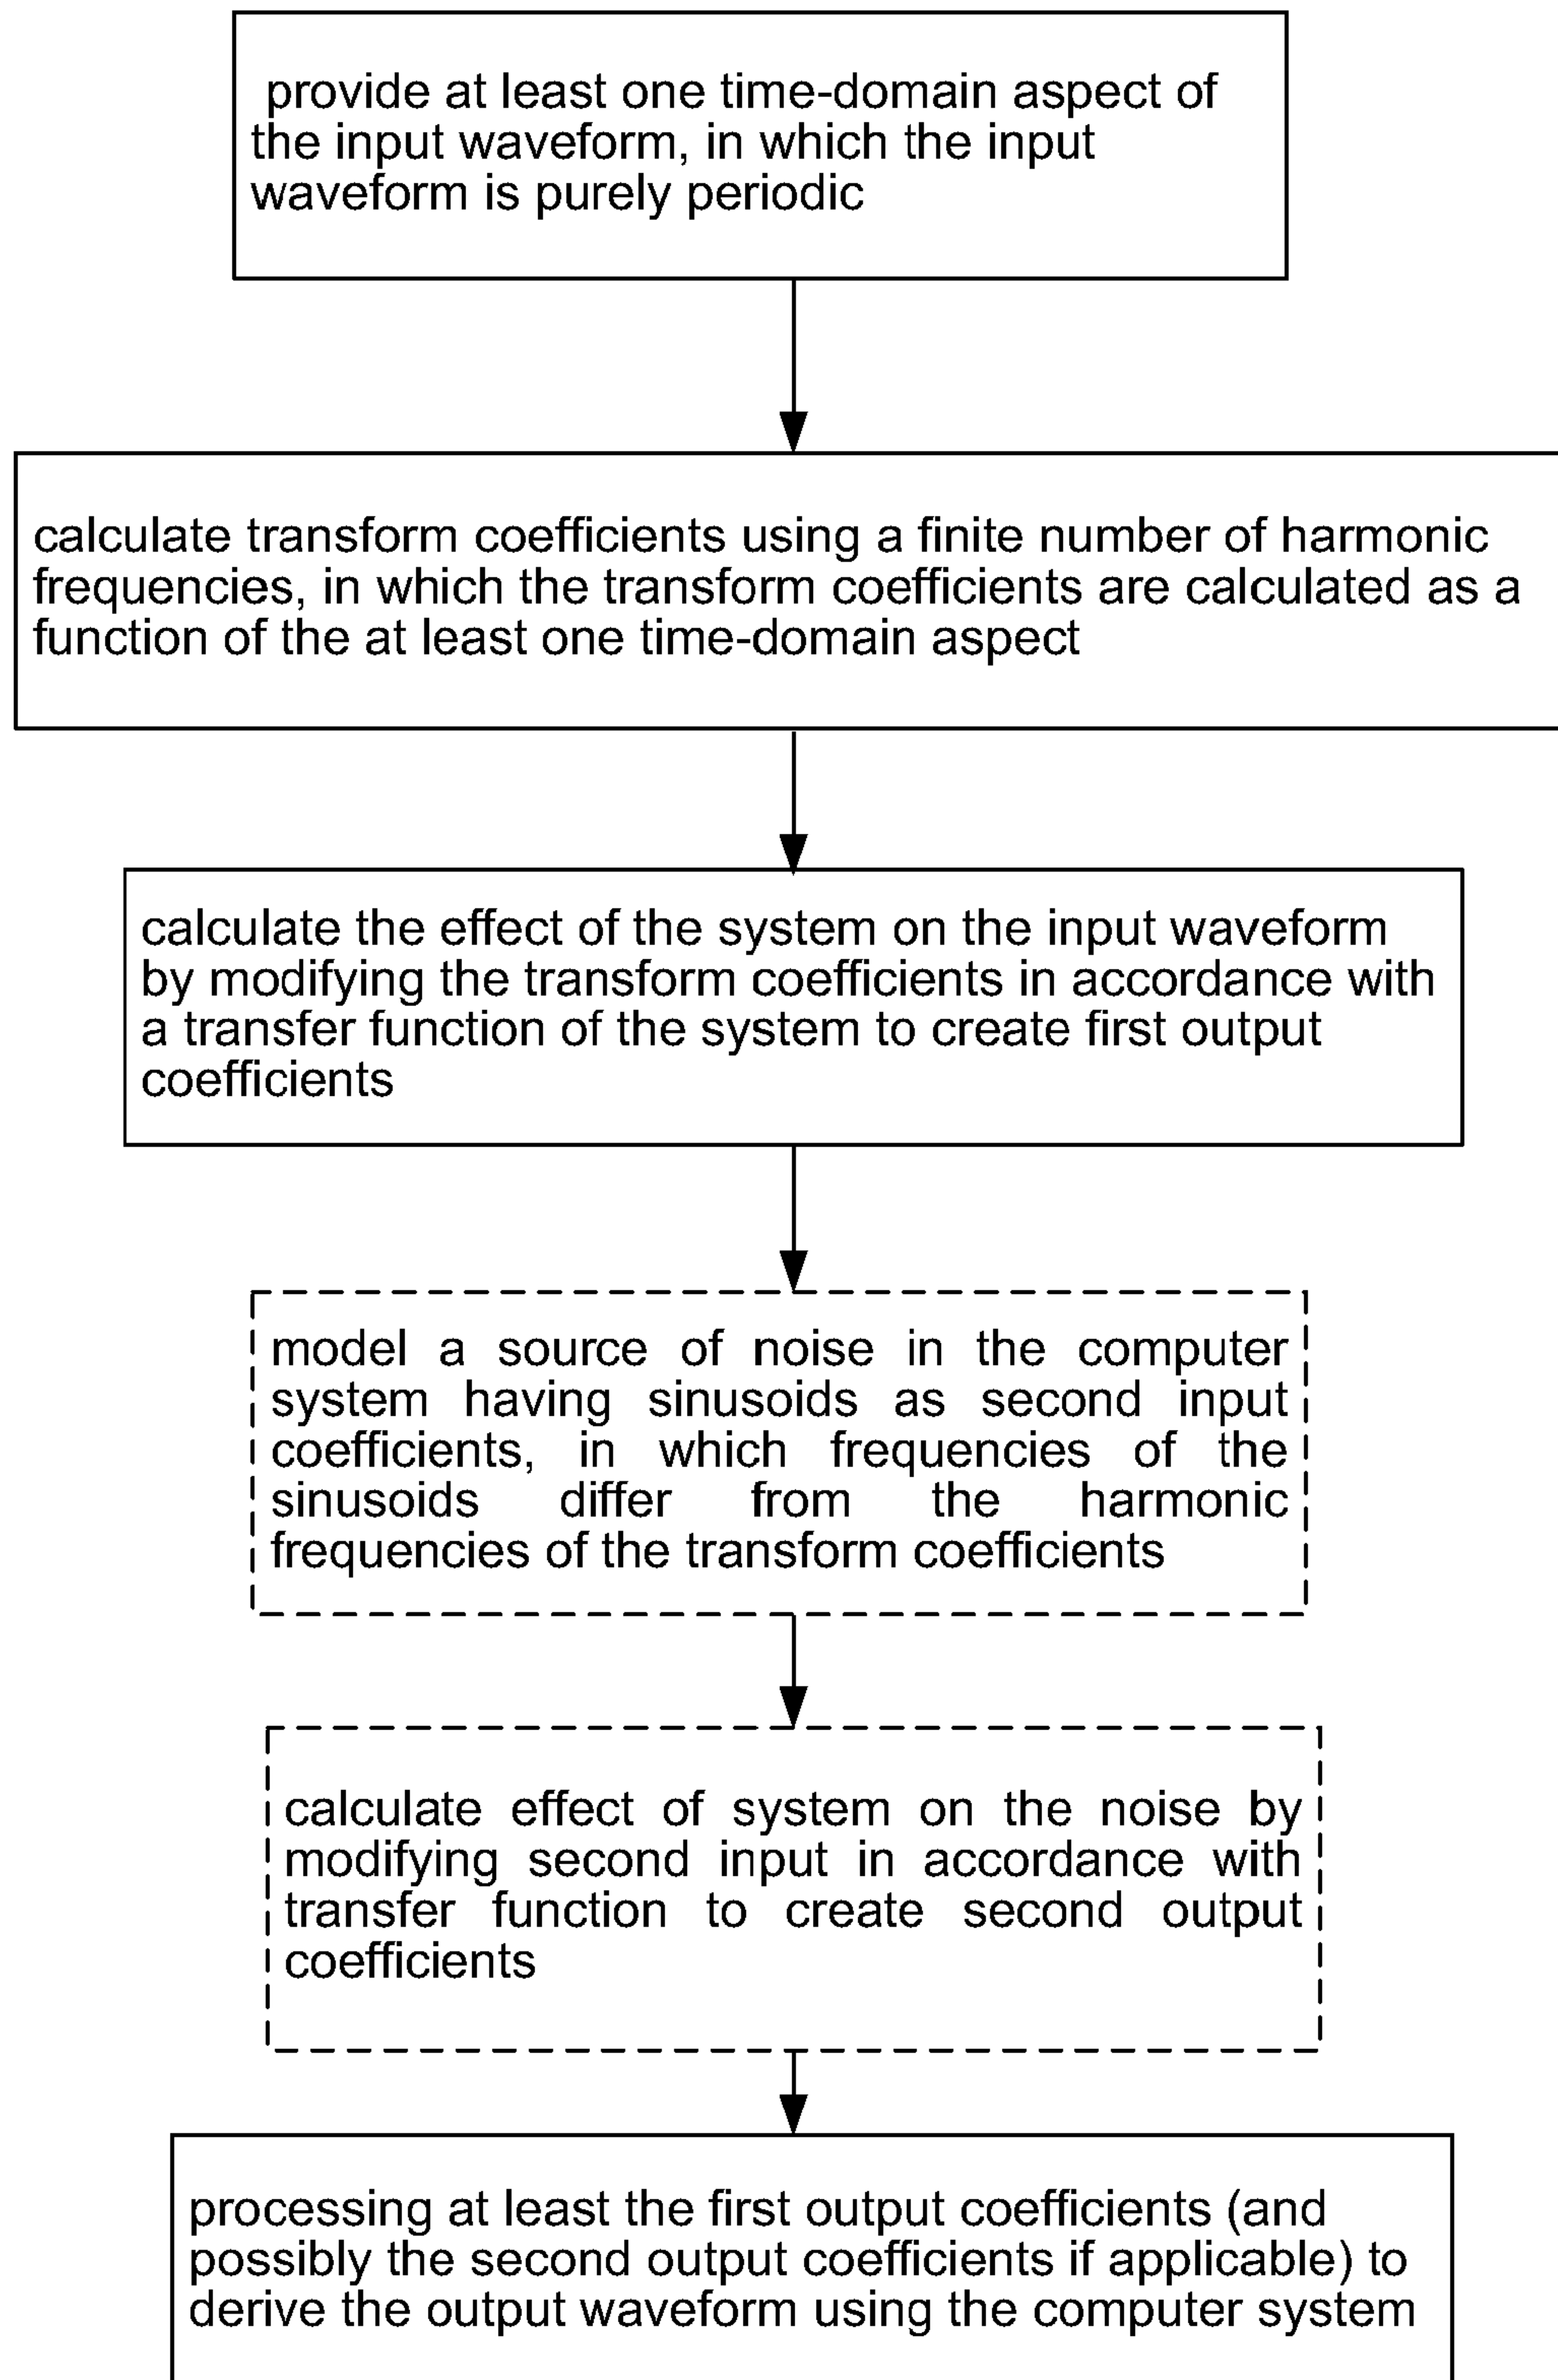 provide at least one time-domain aspect of
the input waveform, in which the input
waveform is purely periodic
calculate transform coefficients using a finite number of harmonic
frequencies, in which the transform coefficients are calculated as a
function of the at least one time-domain aspect
calculate the effect of the system on the input waveform
by modifying the transform coefficients in accordance with
a transfer function of the system to create first output
coefficients
model a source of noise in the computer
system having sinusoids as second input
coefficients, in which frequencies of the
sinusoids differ from the harmonic
frequencies of the transform coefficients
calculate effect of system on the noise by
modifying second input in accordance with
transfer function to create second output
coefficients
processing at least the first output coefficients (and
possibly the second output coefficients if applicable) to
derive the output waveform using the computer system